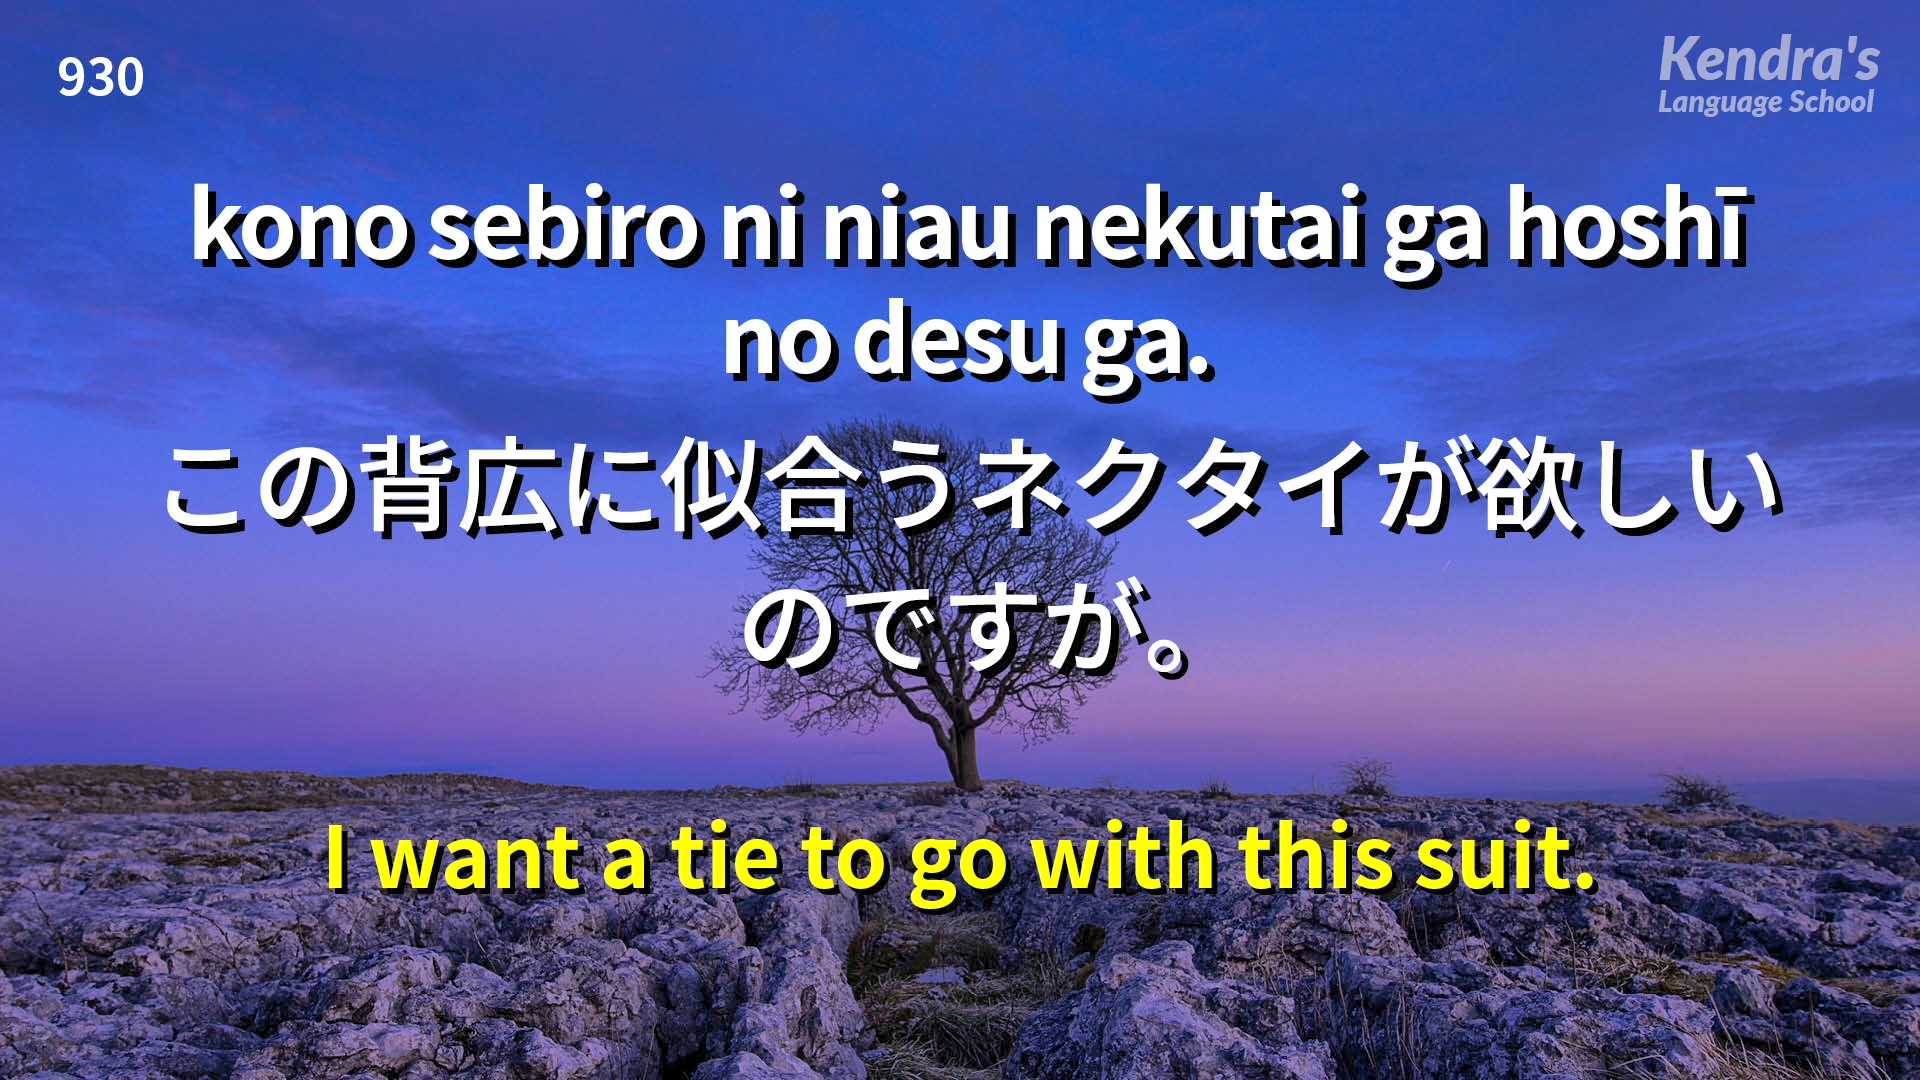 930
Kendra's
Language School
kono sebiro ni niau nekutai ga hoshī
no desu ga.
この背広に似合うネクタイが欲しい
のですが。
I want a tie to go with this suit.